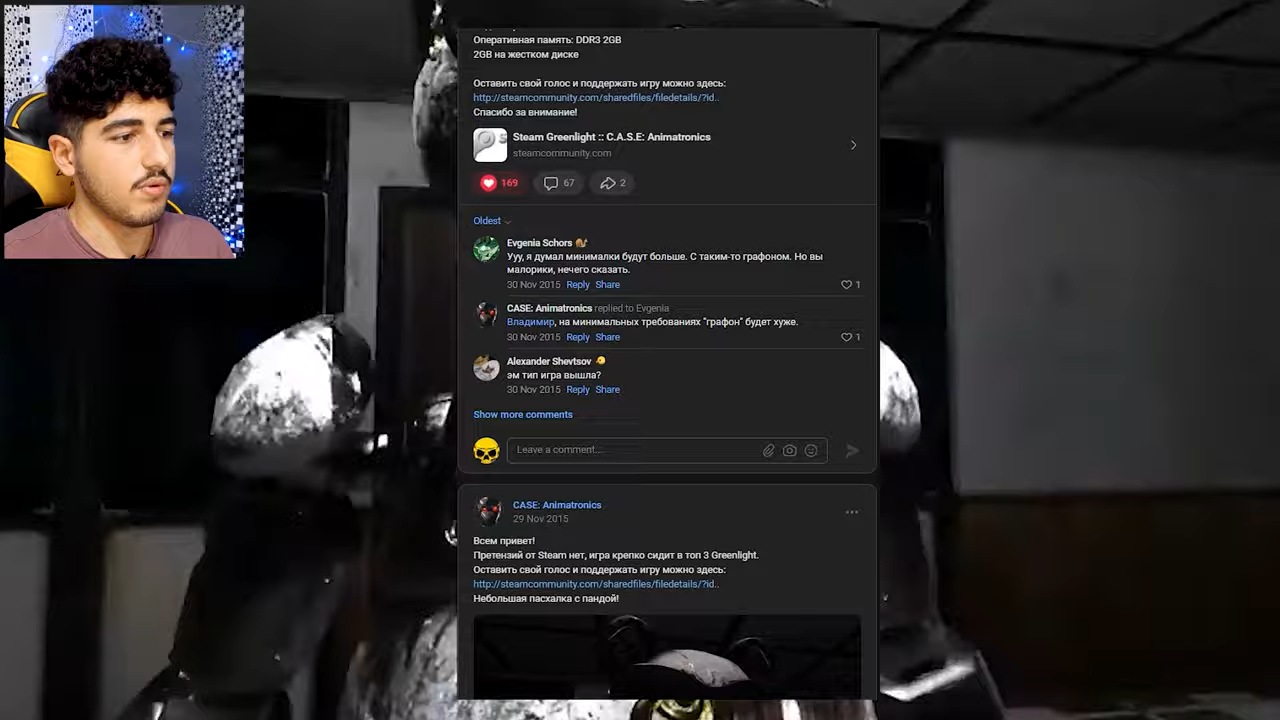 Оперативная память: DDR3 2GB
2GB на жестком диске
Оставить свой голос и поддержать игру можно здесь:
http://steamcommunity.com/sharedfiles/filedetails/?id..
Спасибо за внимание!
Steam Greenlight :: C.A.S.E: Animatronics
steamcommunity.com
169 67 2
Oldest
Evgenia Schors
Ууу, я думал минималки будут больше. С таким-то графоном. Но вы
малорики, нечего сказать.
30 Nov 2015 Reply Share 1
CASE: Animatronics replied to Evgenia
Владимир, на минимальных требованиях "графон" будет хуже.
30 Nov 2015 Reply Share 1
Alexander Shevtsov
эм тип игра вышла?
30 Nov 2015 Reply Share
Show more comments
Leave a comment...
CASE: Animatronics
29 Nov 2015
Всем привет!
Претензий от Steam нет, игра крепко сидит в топ 3 Greenlight.
Оставить свой голос и поддержать игру можно здесь:
http://steamcommunity.com/sharedfiles/filedetails/?id..
Небольшая пасхалка с пандой!